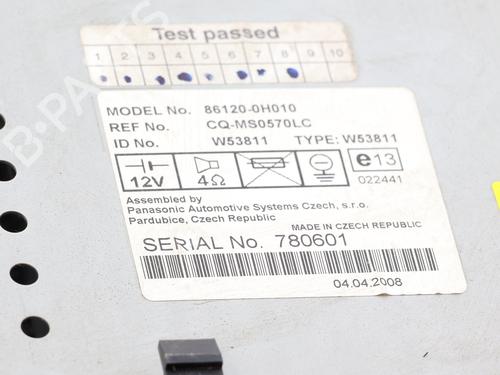 Test passed
1 2 3 4 5 6 7 8 9 10
MODEL No. 86120-0H010
REF No. CQ-MS0570LC
ID No. W53811 TYPE: W53811
12V 4Ω e13
022441
Assembled by
Panasonic Automotive Systems Czech, s.r.o.
Pardubice, Czech Republic
MADE IN CZECH REPUBLIC
SERIAL No. 780601
04.04.2008
B-PARTS